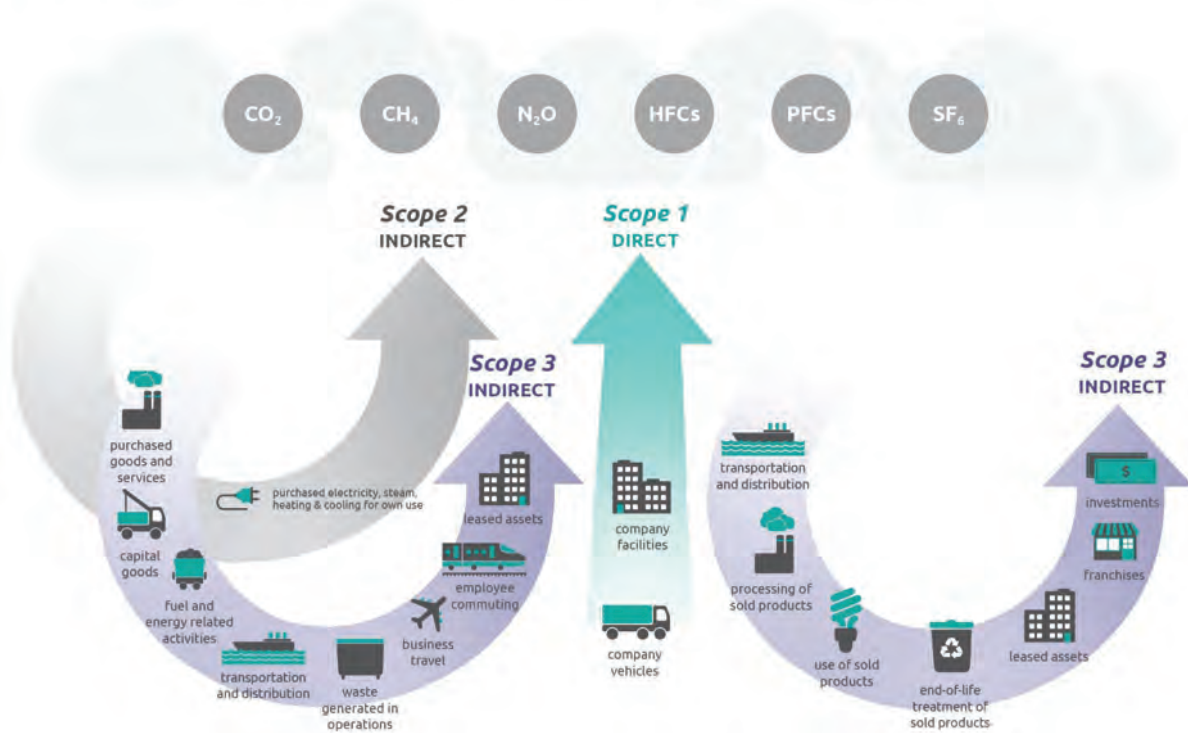 CO₂
CH₄
N₂O
HFCs
PFCs
SF₆
Scope 2
INDIRECT
Scope 1
DIRECT
Scope 3
INDIRECT
Scope 3
INDIRECT
purchased
goods and
services
capital
goods
fuel and
energy related
activities
transportation
and distribution
waste
generated in
operations
business
travel
employee
commuting
leased assets
purchased electricity, steam,
heating & cooling for own use
company
facilities
company
vehicles
transportation
and distribution
processing of
sold products
use of sold
products
end-of-life
treatment of
sold products
leased assets
franchises
$
investments